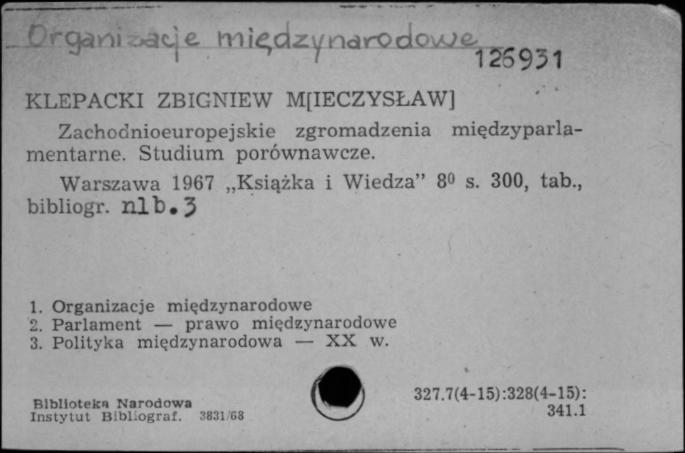 Organizacje międzynarodowe
126931
KLEPACKI ZBIGNIEW M[IECZYSŁAW]
Zachodnioeuropejskie zgromadzenia międzyparla-
mentarne. Studium porównawcze.
Warszawa 1967 „Książka i Wiedza” 8⁰ s. 300, tab.,
bibliogr. nlb. 3
1. Organizacje międzynarodowe
2. Parlament — prawo międzynarodowe
3. Polityka międzynarodowa — XX w.
327.7(4-15):328(4-15):
341.1
Biblioteka Narodowa
Instytut Bibliograf. 3831/68